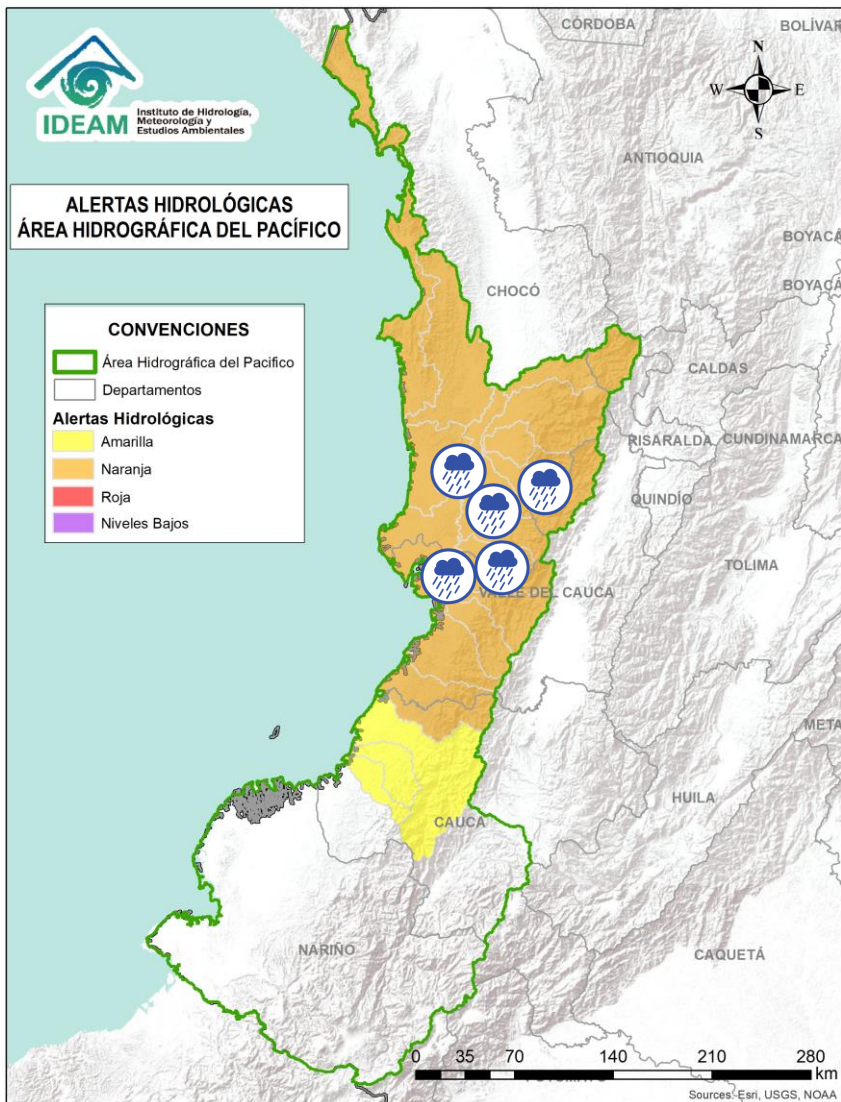 CÓRDOBA
BOLÍVAR
IDEAM
Instituto de Hidrología,
Meteorología y
Estudios Ambientales
N
W
E
S
ANTIOQUIA
ALERTAS HIDROLÓGICAS
ÁREA HIDROGRÁFICA DEL PACÍFICO
BOYACÁ
BOYACÁ
CHOCÓ
CONVENCIONES
Área Hidrográfica del Pacifico
Departamentos
Alertas Hidrológicas
Amarilla
Naranja
Roja
Niveles Bajos
CALDAS
RISARALDA
CUNDINAMARCA
QUINDÍO
TOLIMA
VALLE DEL CAUCA
META
HUILA
CAUCA
NARIÑO
CAQUETÁ
0 35 70 140 210 280
km
Sources: Esri, USGS, NOAA